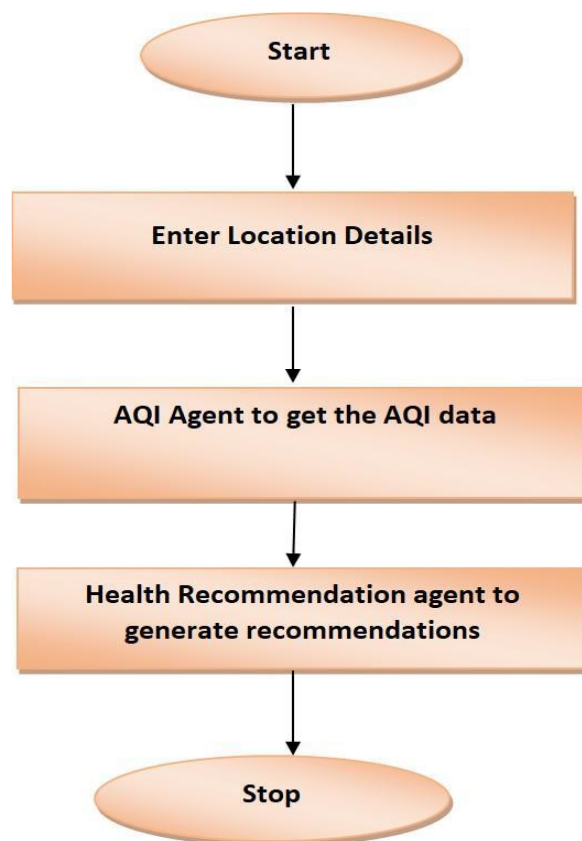 Start
Enter Location Details
AQI Agent to get the AQI data
Health Recommendation agent to
generate recommendations
Stop